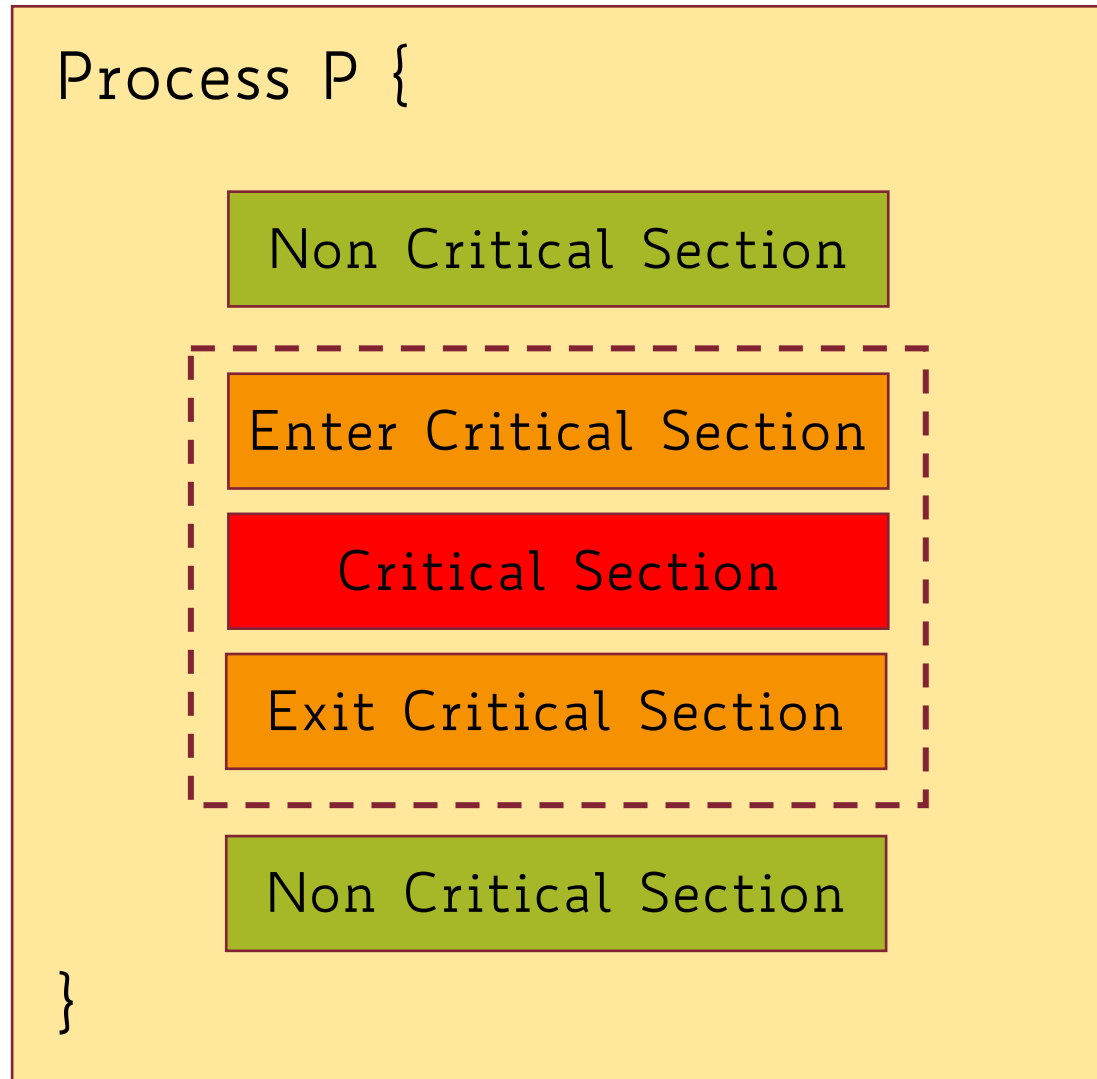 Process P {
Non Critical Section
Enter Critical Section
Critical Section
Exit Critical Section
Non Critical Section
}